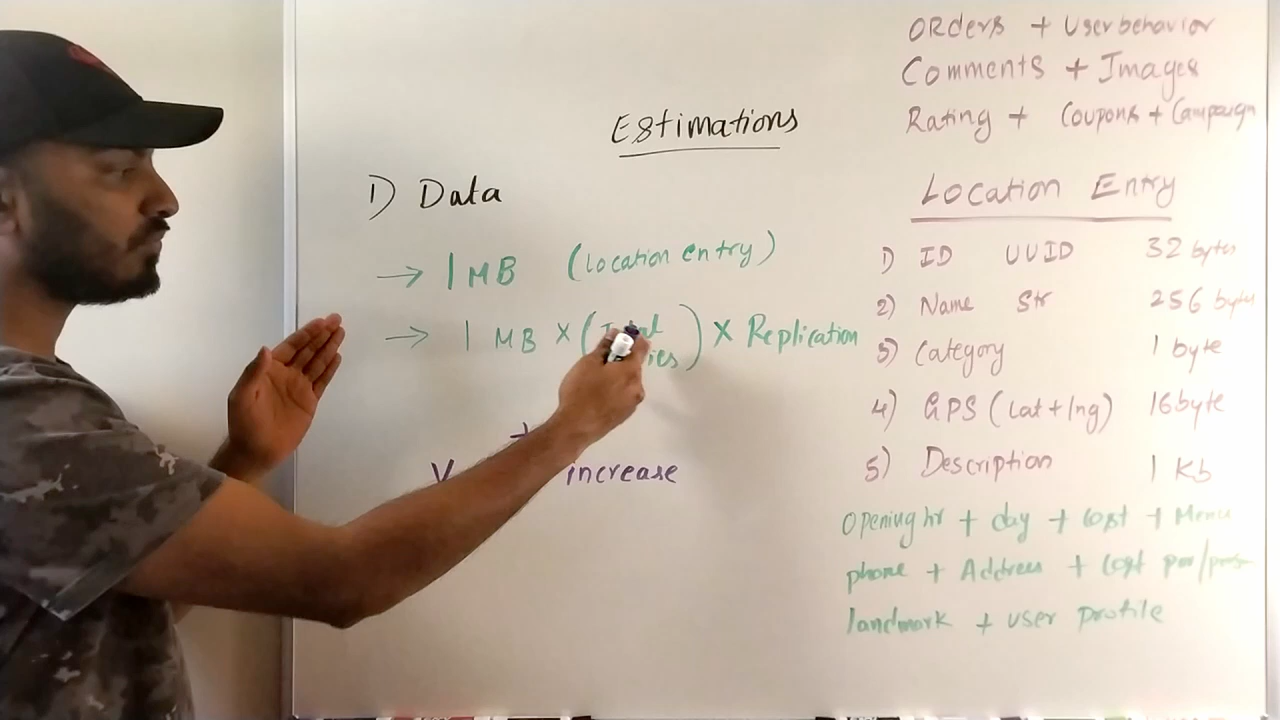 Estimations
1) Data
→ 1 MB (location entry)
→ 1 MB × ( ) × Replication
+
increase
Orders + User behavior
Comments + Images
Rating + Coupons + Campaign
Location Entry
1) ID UUID 32 bytes
2) Name Str 256 bytes
3) Category 1 byte
4) GPS (Lat + lng) 16 byte
5) Description 1 Kb
Opening hr + day + cost + Menu
phone + Address + Cost per/person
landmark + user profile